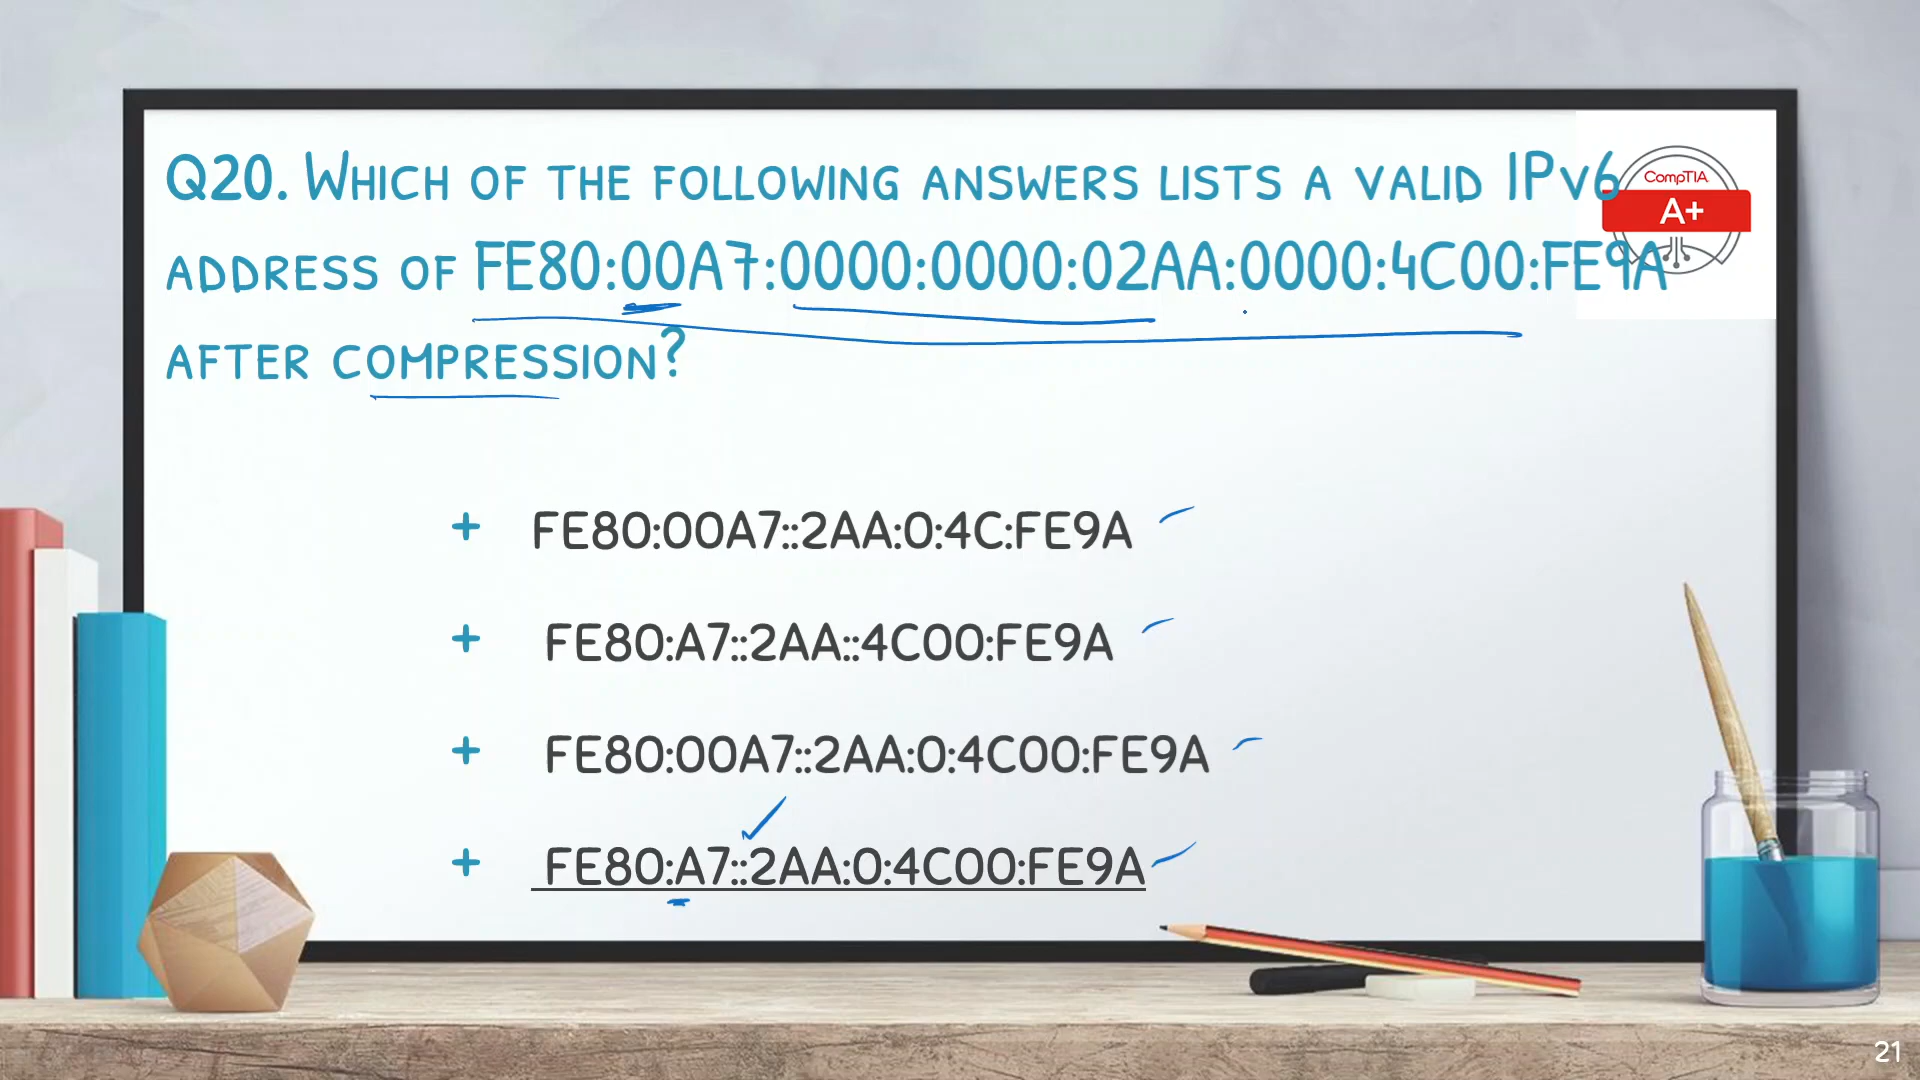 Q20. Which of the following answers lists a valid IPv6
CompTIA
A+
address of FE80:00A7:0000:0000:02AA:0000:4C00:FE9A
after compression?
+ FE80:00A7::2AA:0:4C:FE9A
+ FE80:A7::2AA::4C00:FE9A
+ FE80:00A7::2AA:0:4C00:FE9A
+ FE80:A7::2AA:0:4C00:FE9A
21